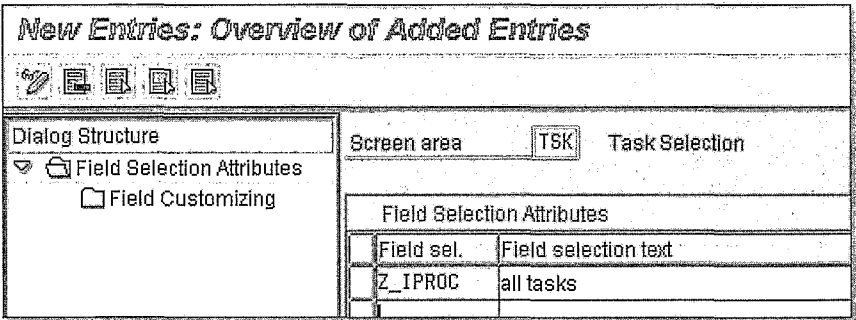 New Entries: Overview of Added Entries
Dialog Structure
Field Selection Attributes
Field Customizing
Screen area TSK Task Selection
Field Selection Attributes
Field sel. Field selection text
Z_IPROC all tasks